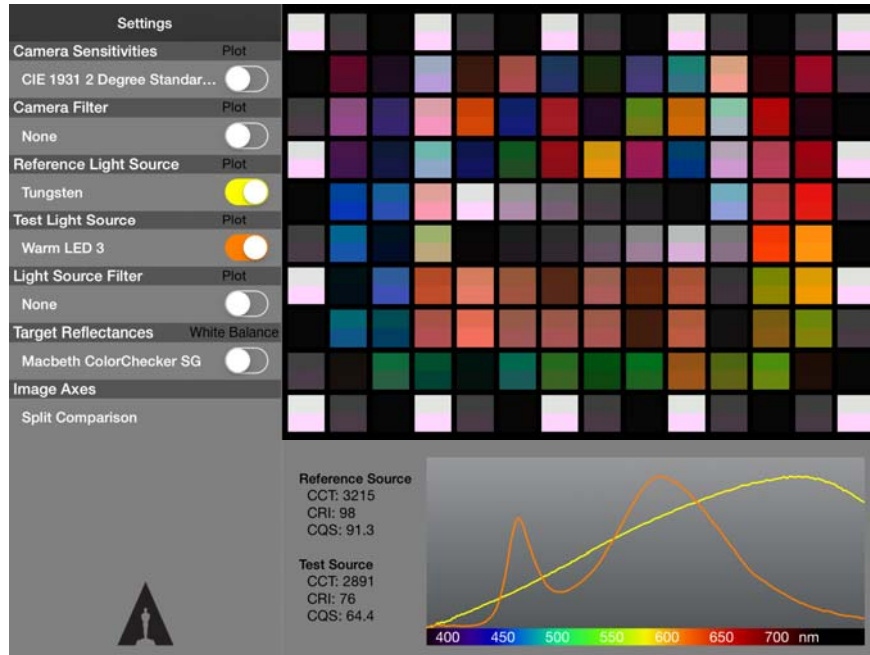 Settings
Camera Sensitivities Plot
CIE 1931 2 Degree Standar...
Camera Filter Plot
None
Reference Light Source Plot
Tungsten
Test Light Source Plot
Warm LED 3
Light Source Filter Plot
None
Target Reflectances White Balance
Macbeth ColorChecker SG
Image Axes
Split Comparison
Reference Source
CCT: 3215
CRI: 98
CQS: 91.3
Test Source
CCT: 2891
CRI: 76
CQS: 64.4
400 450 500 550 600 650 700 nm